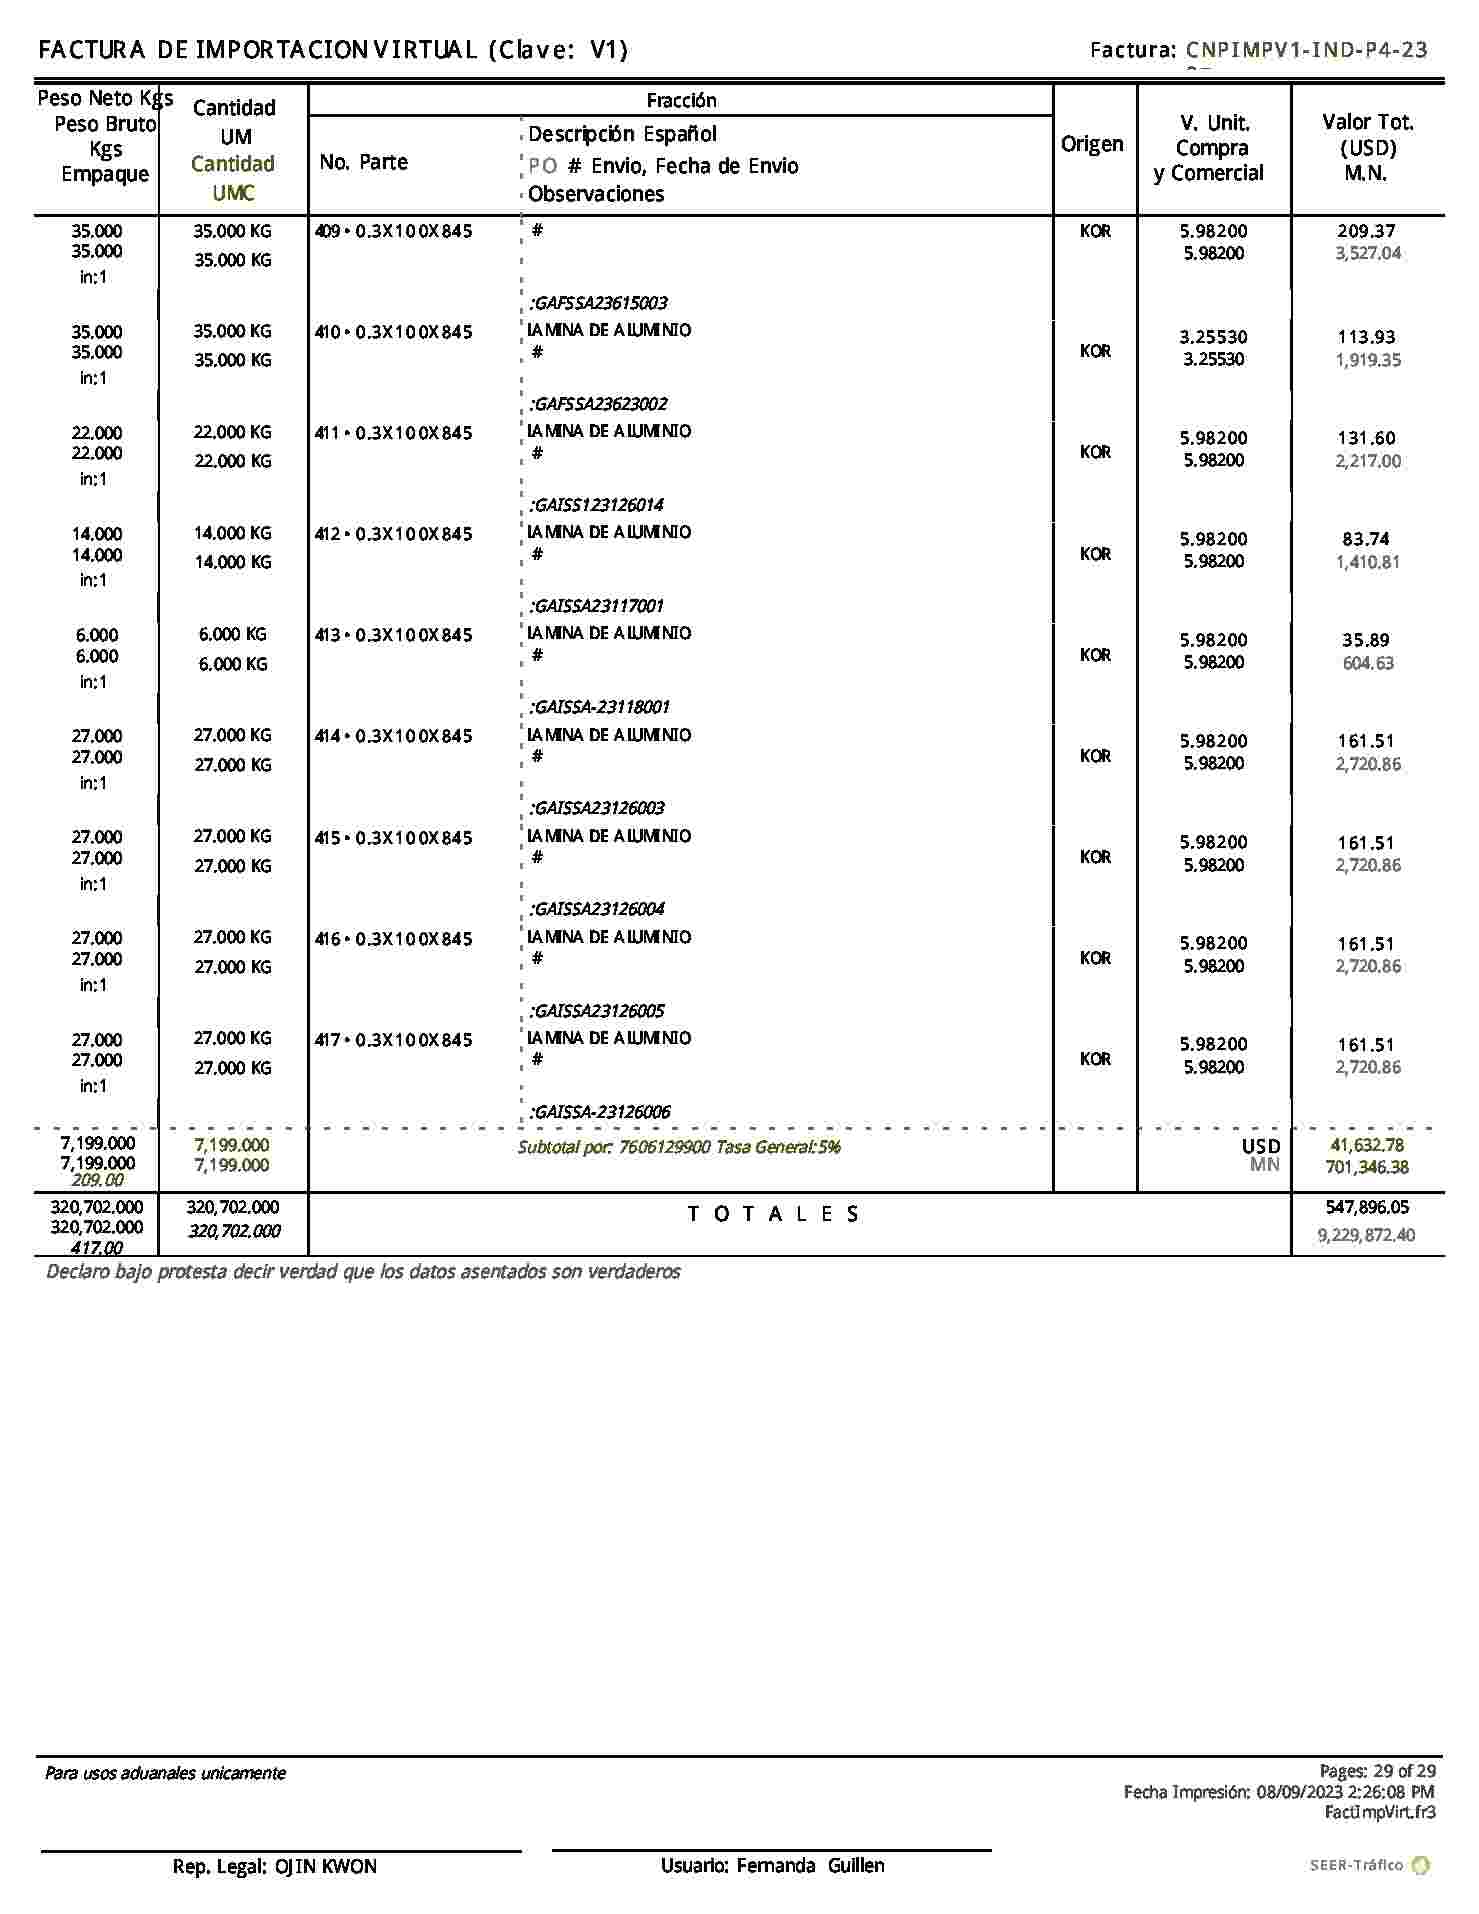 FACTURA DE IMPORTACION VIRTUAL (Clave: V1)
Factura: CNPIMPV1-IND-P4-23
Peso Neto Kgs
Peso Bruto
Kgs
Empaque
Cantidad
UM
Cantidad
UMC
Fracción
No. Parte
Descripción Español
PO # Envio, Fecha de Envio
Observaciones
Origen
V. Unit.
Compra
y Comercial
Valor Tot.
(USD)
M.N.
35.000 35.000 KG 409 • 0.3X100X845 # KOR 5.98200 209.37
35.000 35.000 KG 5.98200 3,527.04
in:1
:GAFSSA23615003
35.000 35.000 KG 410 • 0.3X100X845 LAMINA DE ALUMINIO 3.25530 113.93
35.000 35.000 KG # KOR 3.25530 1,919.35
in:1
:GAFSSA23623002
22.000 22.000 KG 411 • 0.3X100X845 LAMINA DE ALUMINIO 5.98200 131.60
22.000 22.000 KG # KOR 5.98200 2,217.00
in:1
:GAISS123126014
14.000 14.000 KG 412 • 0.3X100X845 LAMINA DE ALUMINIO 5.98200 83.74
14.000 14.000 KG # KOR 5.98200 1,410.81
in:1
:GAISSA23117001
6.000 6.000 KG 413 • 0.3X100X845 LAMINA DE ALUMINIO 5.98200 35.89
6.000 6.000 KG # KOR 5.98200 604.63
in:1
:GAISSA-23118001
27.000 27.000 KG 414 • 0.3X100X845 LAMINA DE ALUMINIO 5.98200 161.51
27.000 27.000 KG # KOR 5.98200 2,720.86
in:1
:GAISSA23126003
27.000 27.000 KG 415 • 0.3X100X845 LAMINA DE ALUMINIO 5.98200 161.51
27.000 27.000 KG # KOR 5.98200 2,720.86
in:1
:GAISSA23126004
27.000 27.000 KG 416 • 0.3X100X845 LAMINA DE ALUMINIO 5.98200 161.51
27.000 27.000 KG # KOR 5.98200 2,720.86
in:1
:GAISSA23126005
27.000 27.000 KG 417 • 0.3X100X845 LAMINA DE ALUMINIO 5.98200 161.51
27.000 27.000 KG # KOR 5.98200 2,720.86
in:1
:GAISSA-23126006
7,199.000 7,199.000 Subtotal por: 7606129900 Tasa General:5% USD 41,632.78
7,199.000 7,199.000 MN 701,346.38
209.00
320,702.000 320,702.000 TOTALES 547,896.05
320,702.000 320,702.000 9,229,872.40
417.00
Declaro bajo protesta decir verdad que los datos asentados son verdaderos
Para usos aduanales unicamente
Pages: 29 of 29
Fecha Impresión: 08/09/2023 2:26:08 PM
FactImpVirt.fr3
Rep. Legal: OJIN KWON
Usuario: Fernanda Guillen
SEER-Tráfico